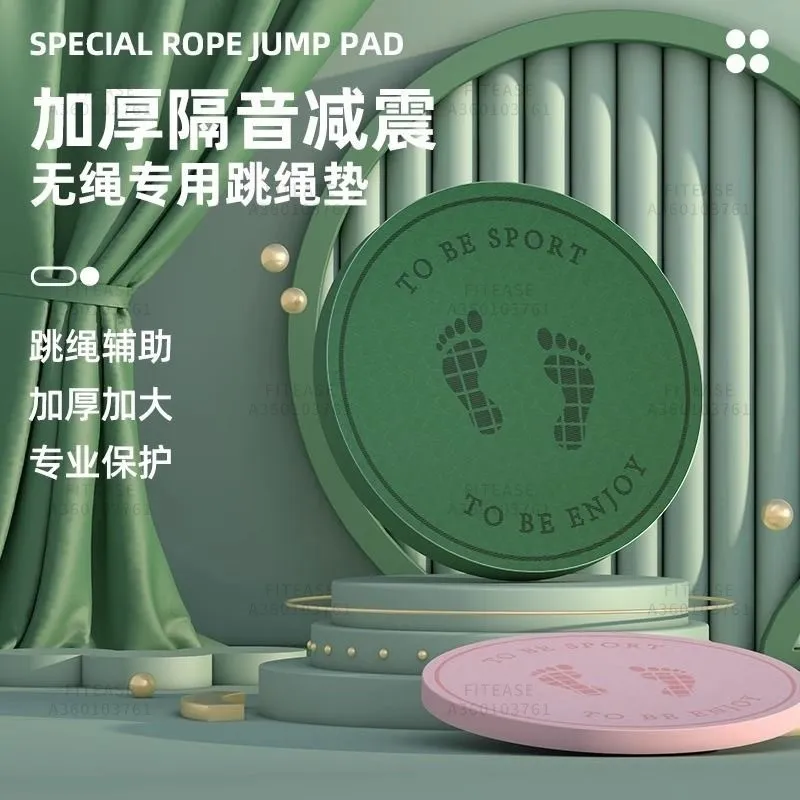 SPECIAL ROPE JUMP PAD
加厚隔音减震
无绳专用跳绳垫
跳绳辅助
加厚加大
专业保护
TO BE SPORT
TO BE ENJOY
TO BE SPORT
TO BE ENJOY
FITEASE
A360103761